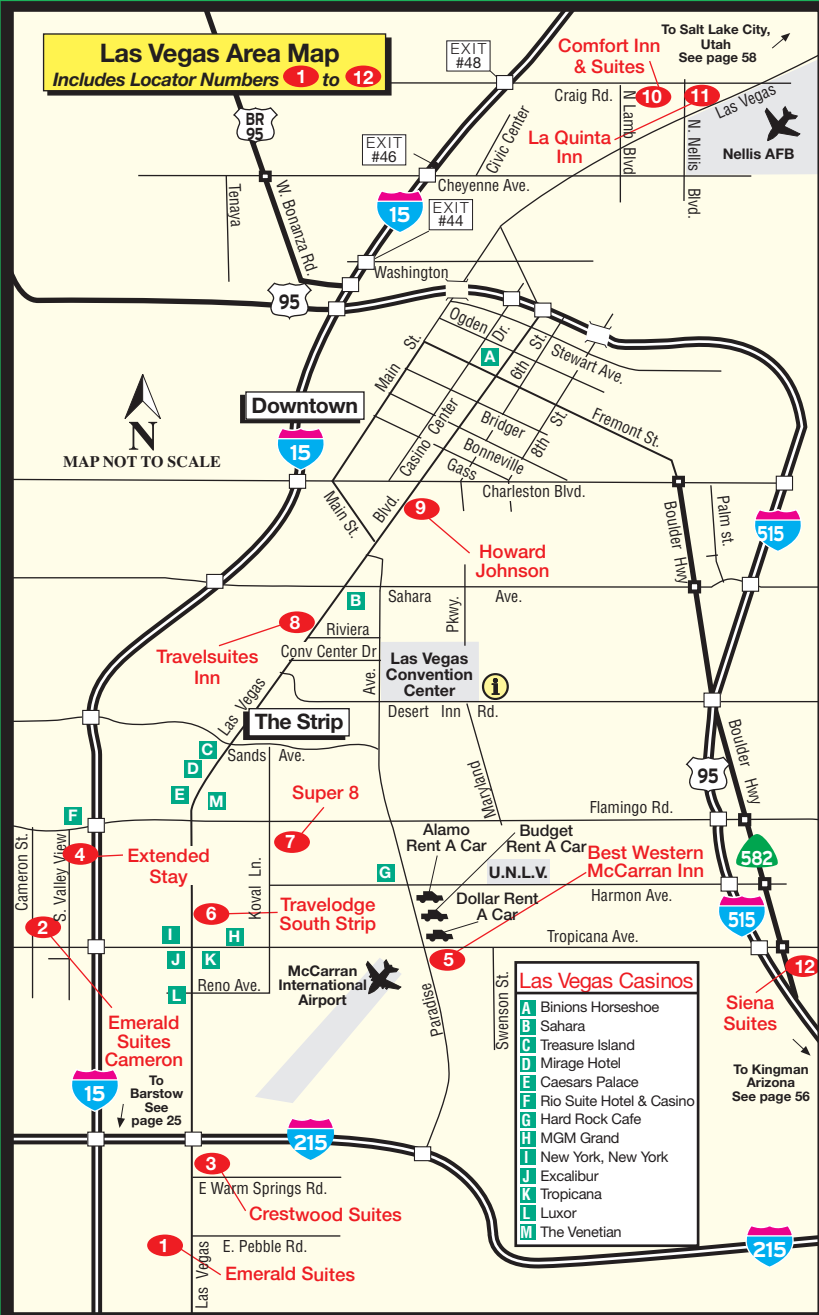 Las Vegas Area Map
Includes Locator Numbers 1 to 12
To Salt Lake City,
Utah
See page 58
EXIT
#48
Comfort Inn
& Suites
Craig Rd.
10
11
Las Vegas
BR
95
Civic Center
N Lamb Blvd
N. Nellis
Blvd.
La Quinta
Inn
Nellis AFB
EXIT
#46
Cheyenne Ave.
Tenaya
W. Bonanza Rd.
15
EXIT
#44
Washington
95
Ogden
Dr.
Main St.
A
6th St.
Stewart Ave.
Downtown
N
MAP NOT TO SCALE
15
Casino Center
Bridger
8th St.
Fremont St.
Bonneville
Gass
Charleston Blvd.
Main St.
Blvd.
9
Howard
Johnson
Boulder Hwy
Palm st.
515
B
Sahara Ave.
8
Riviera
Pkwy.
Travelsuites
Inn
Conv Center Dr
Ave.
Las Vegas
Convention
Center
i
Las Vegas
The Strip
Desert Inn Rd.
C
Sands Ave.
D
E
M
Maryland
95
Boulder Hwy
Super 8
Flamingo Rd.
F
7
Alamo
Rent A Car
Budget
Rent A Car
Best Western
McCarran Inn
582
Cameron St.
S. Valley View
4
Extended
Stay
Koval Ln.
G
U.N.L.V.
Harmon Ave.
Dollar Rent
A Car
515
2
6
Travelodge
South Strip
I
H
Tropicana Ave.
J
K
5
12
McCarran
International
Airport
Reno Ave.
L
Paradise
Swenson St.
Siena
Suites
Emerald
Suites
Cameron
To Kingman
Arizona
See page 56
15
To
Barstow
See
page 25
215
3
E Warm Springs Rd.
Crestwood Suites
1
E. Pebble Rd.
Emerald Suites
Las Vegas
215
Las Vegas Casinos
A Binions Horseshoe
B Sahara
C Treasure Island
D Mirage Hotel
E Caesars Palace
F Rio Suite Hotel & Casino
G Hard Rock Cafe
H MGM Grand
I New York, New York
J Excalibur
K Tropicana
L Luxor
M The Venetian